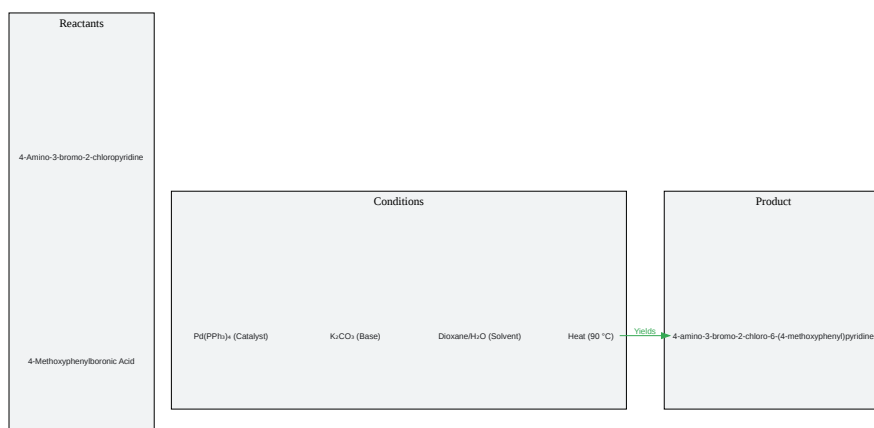 Reactants
4-Amino-3-bromo-2-chloropyridine
4-Methoxyphenylboronic Acid
Conditions
Pd(PPh₃)₄ (Catalyst)
K₂CO₃ (Base)
Dioxane/H₂O (Solvent)
Heat (90 °C)
Yields
Product
4-amino-3-bromo-2-chloro-6-(4-methoxyphenyl)pyridine